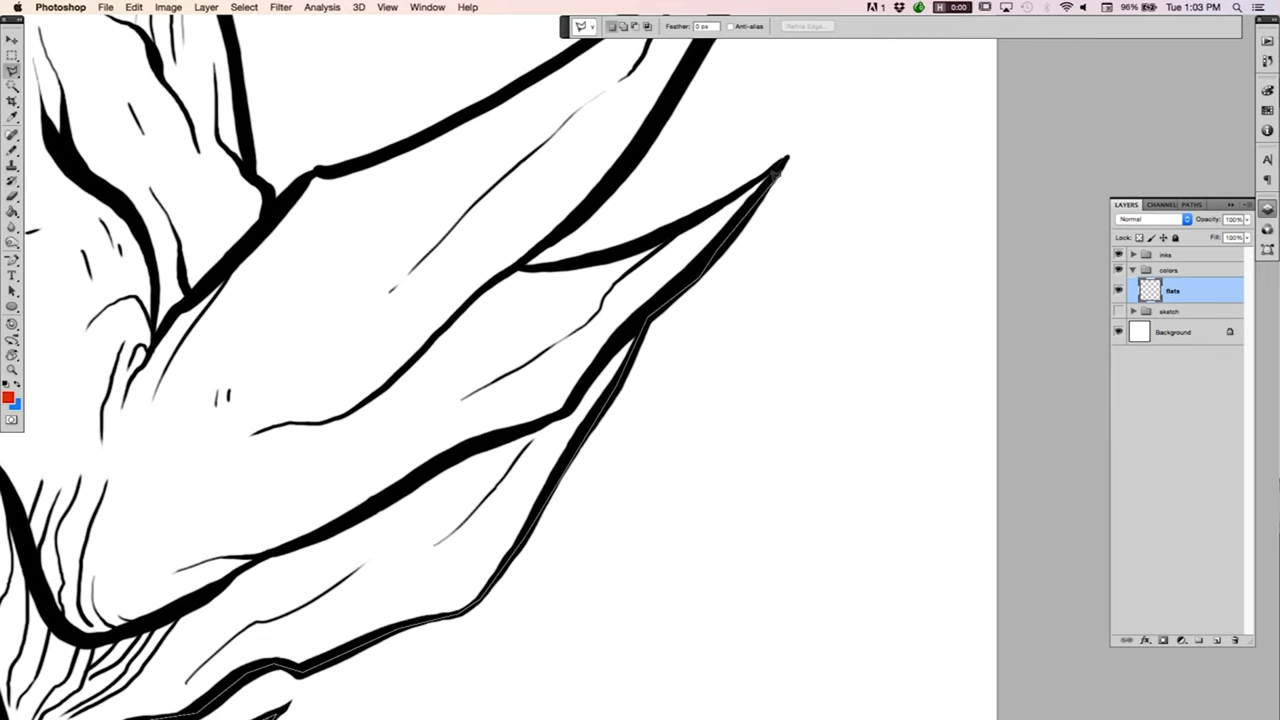 Photoshop File Edit Image Layer Select Filter Analysis 3D View Window Help
1 H 0:00 96% Tue 1:03 PM
Feather: 0 px Anti-alias Refine Edge...
LAYERS CHANNEL PATHS
Normal Opacity: 100%
Lock: Fill: 100%
inks
colors
flats
sketch
Background